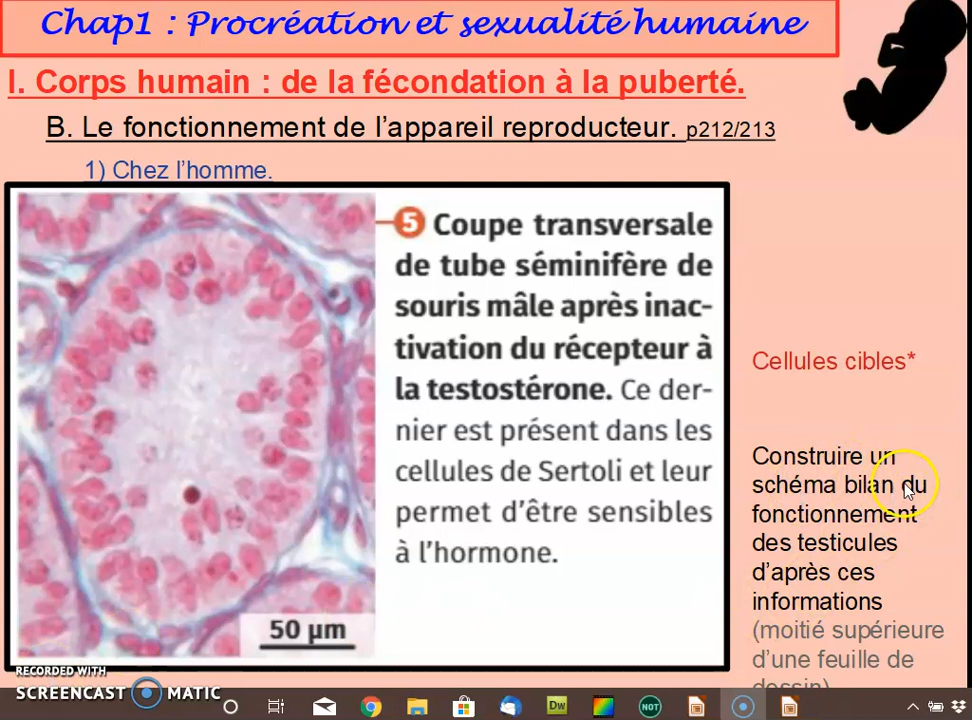 Chap1 : Procréation et sexualité humaine
I. Corps humain : de la fécondation à la puberté.
B. Le fonctionnement de l'appareil reproducteur. p212/213
1) Chez l'homme.
5 Coupe transversale
de tube séminifère de
souris mâle après inac-
tivation du récepteur à
la testostérone. Ce der-
nier est présent dans les
cellules de Sertoli et leur
permet d'être sensibles
à l'hormone.
50 µm
Cellules cibles*
Construire un
schéma bilan du
fonctionnement
des testicules
d'après ces
informations
(moitié supérieure
d'une feuille de
dessin)
RECORDED WITH
SCREENCAST MATIC
Dw
NOT